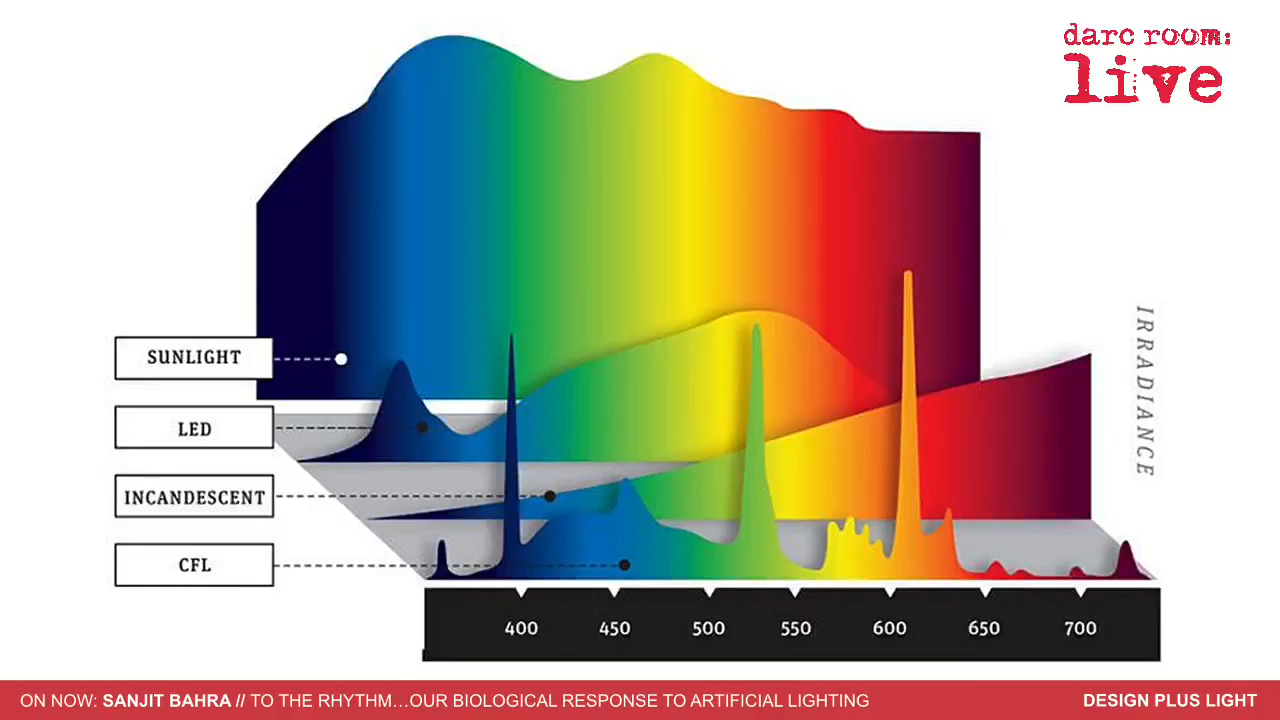 darc room:
live
SUNLIGHT
LED
INCANDESCENT
CFL
IRRADIANCE
400 450 500 550 600 650 700
ON NOW: SANJIT BAHRA // TO THE RHYTHM...OUR BIOLOGICAL RESPONSE TO ARTIFICIAL LIGHTING
DESIGN PLUS LIGHT